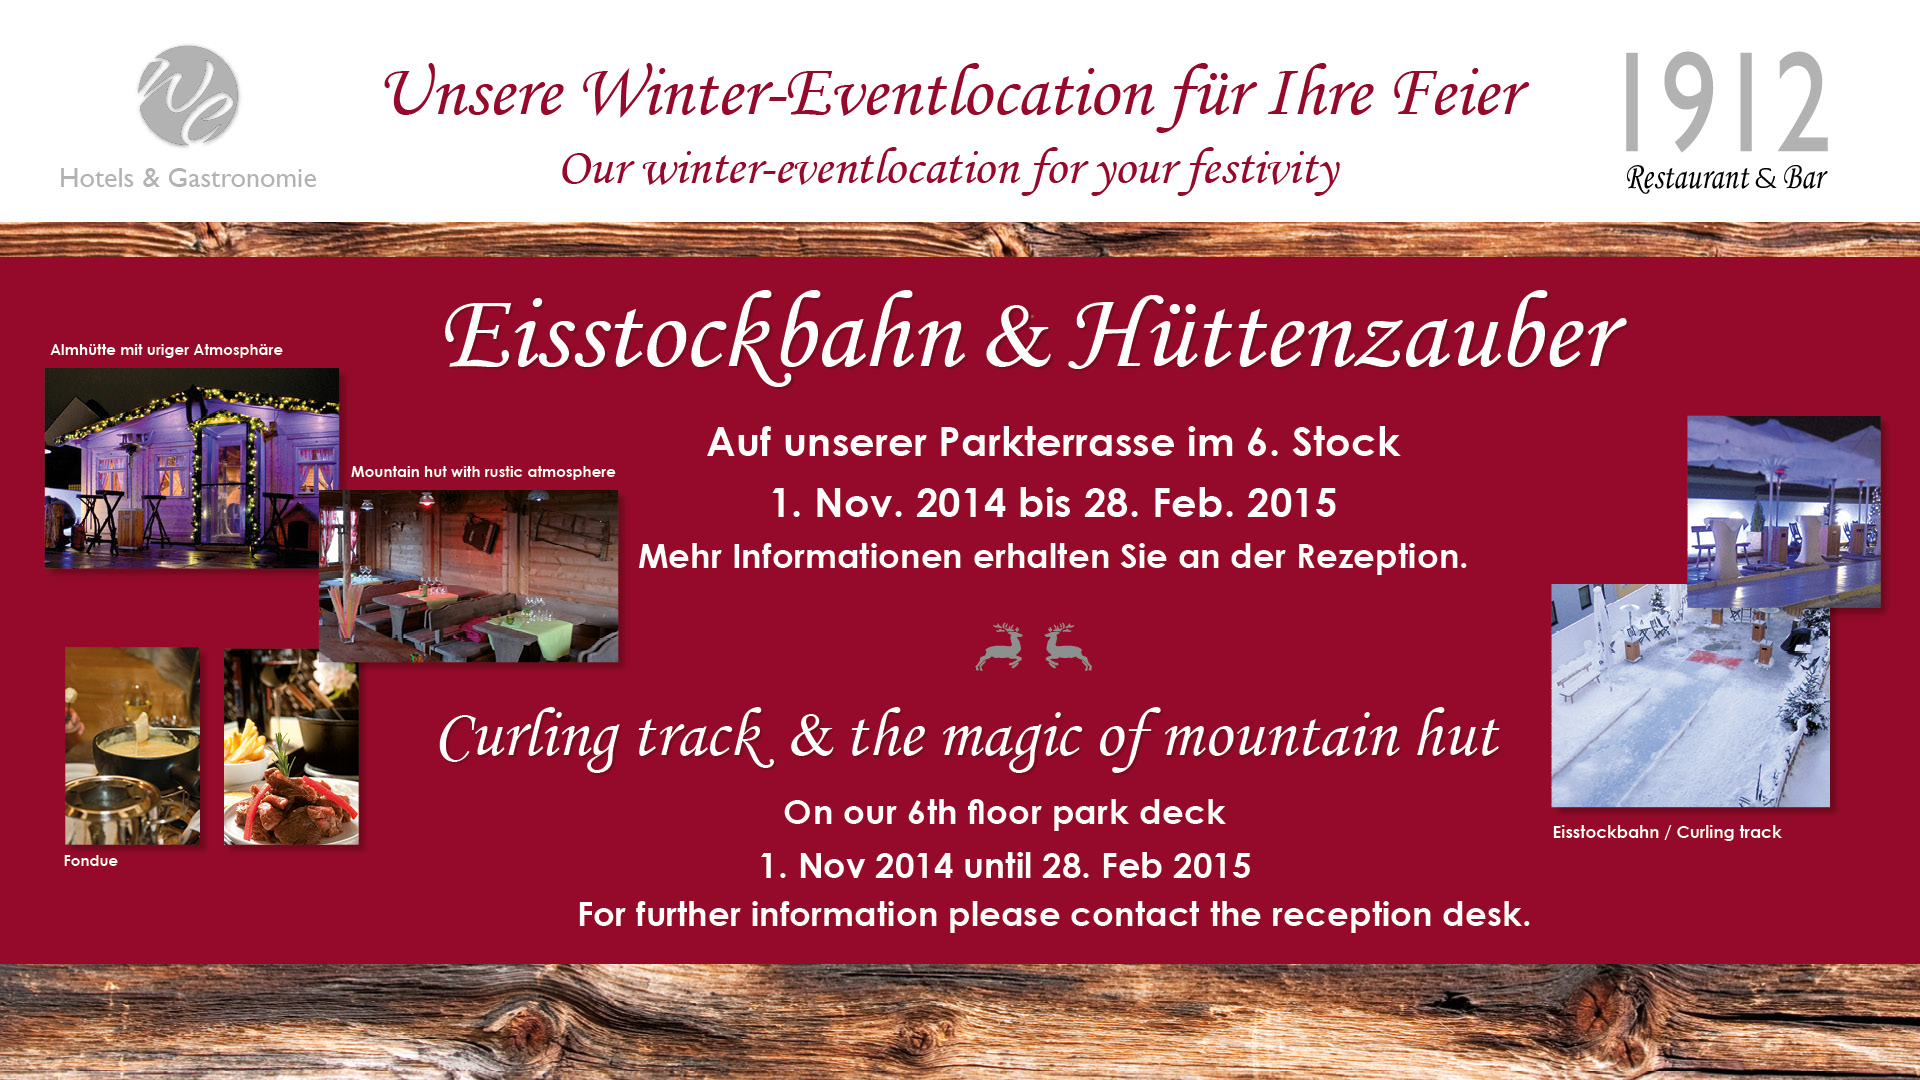 WC
Hotels & Gastronomie
Unsere Winter-Eventlocation für Ihre Feier
Our winter-eventlocation for your festivity
1912
Restaurant & Bar
Eisstockbahn & Hüttenzauber
Auf unserer Parkterrasse im 6. Stock
1. Nov. 2014 bis 28. Feb. 2015
Mehr Informationen erhalten Sie an der Rezeption.
Almhütte mit uriger Atmosphäre
Mountain hut with rustic atmosphere
Fondue
Curling track & the magic of mountain hut
On our 6th floor park deck
1. Nov 2014 until 28. Feb 2015
For further information please contact the reception desk.
Eisstockbahn / Curling track